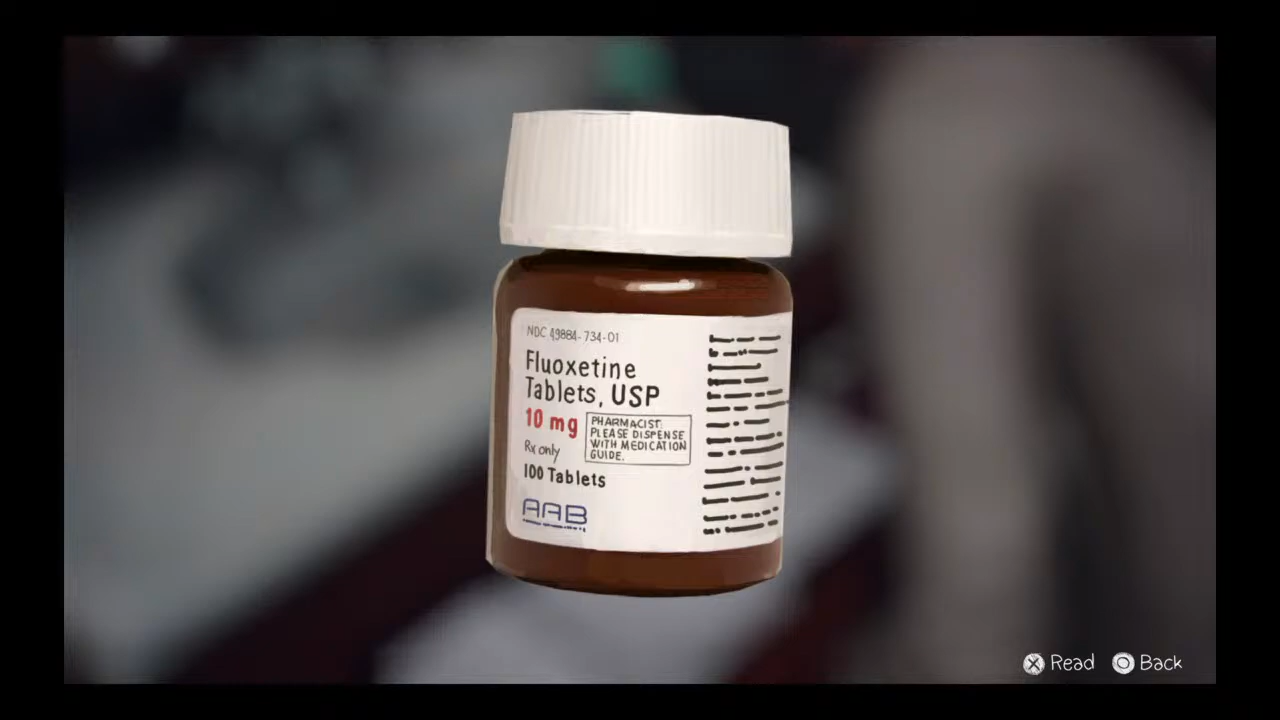 NDC 49884-734-01
Fluoxetine
Tablets, USP
10 mg
PHARMACIST:
PLEASE DISPENSE
WITH MEDICATION
GUIDE.
Rx only
100 Tablets
AAB
Read
Back